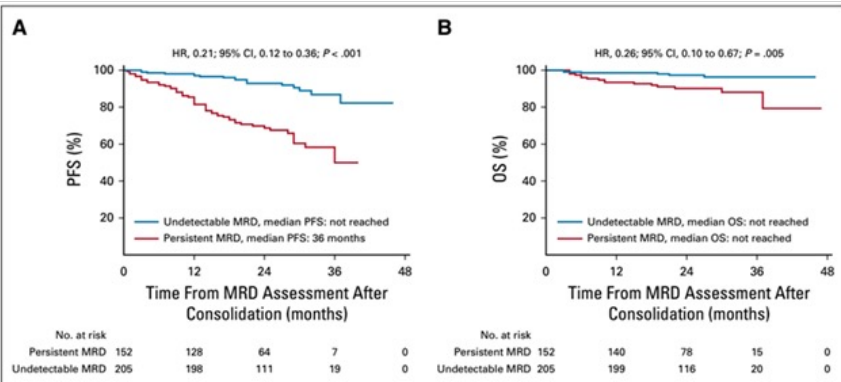 A
HR, 0.21; 95% CI, 0.12 to 0.36; P < .001
100
80
60
40
20
PFS (%)
Undetectable MRD, median PFS: not reached
Persistent MRD, median PFS: 36 months
0 12 24 36 48
Time From MRD Assessment After
Consolidation (months)
No. at risk
Persistent MRD 152 128 64 7 0
Undetectable MRD 205 198 111 19 0
B
HR, 0.26; 95% CI, 0.10 to 0.67; P = .005
100
80
60
40
20
OS (%)
Undetectable MRD, median OS: not reached
Persistent MRD, median OS: not reached
0 12 24 36 48
Time From MRD Assessment After
Consolidation (months)
No. at risk
Persistent MRD 152 140 78 15 0
Undetectable MRD 205 199 116 20 0